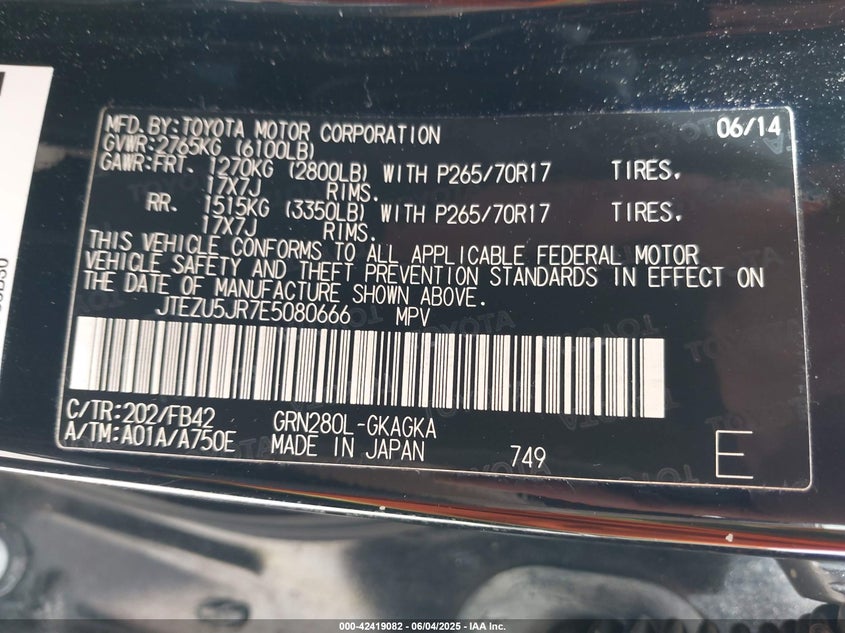 MFD. BY: TOYOTA MOTOR CORPORATION 06/14
GVWR: 2765KG (6100LB)
GAWR: FRT. 1270KG (2800LB) WITH P265/70R17 TIRES.
17X7J RIMS.
RR. 1515KG (3350LB) WITH P265/70R17 TIRES.
17X7J RIMS.
THIS VEHICLE CONFORMS TO ALL APPLICABLE FEDERAL MOTOR
VEHICLE SAFETY AND THEFT PREVENTION STANDARDS IN EFFECT ON
THE DATE OF MANUFACTURE SHOWN ABOVE.
JTEZU5JR7E5080666 MPV
C/TR: 202/FB42 GRN280L-GKAGKA
A/TM: A01A/A750E MADE IN JAPAN 749 E
000-42419082 - 06/04/2025 - IAA Inc.